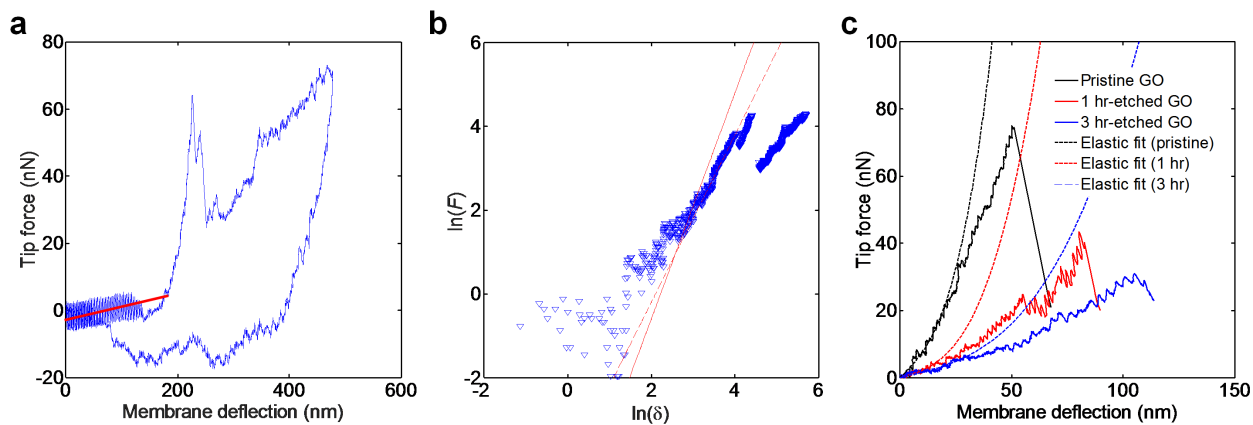 a
80
60
40
20
0
-20
Tip force (nN)
0
200
400
600
Membrane deflection (nm)
b
6
4
2
0
-2
ln(F)
-2
0
2
4
6
ln(δ)
c
100
80
60
40
20
0
Tip force (nN)
Pristine GO
1 hr-etched GO
3 hr-etched GO
Elastic fit (pristine)
Elastic fit (1 hr)
Elastic fit (3 hr)
0
50
100
150
Membrane deflection (nm)